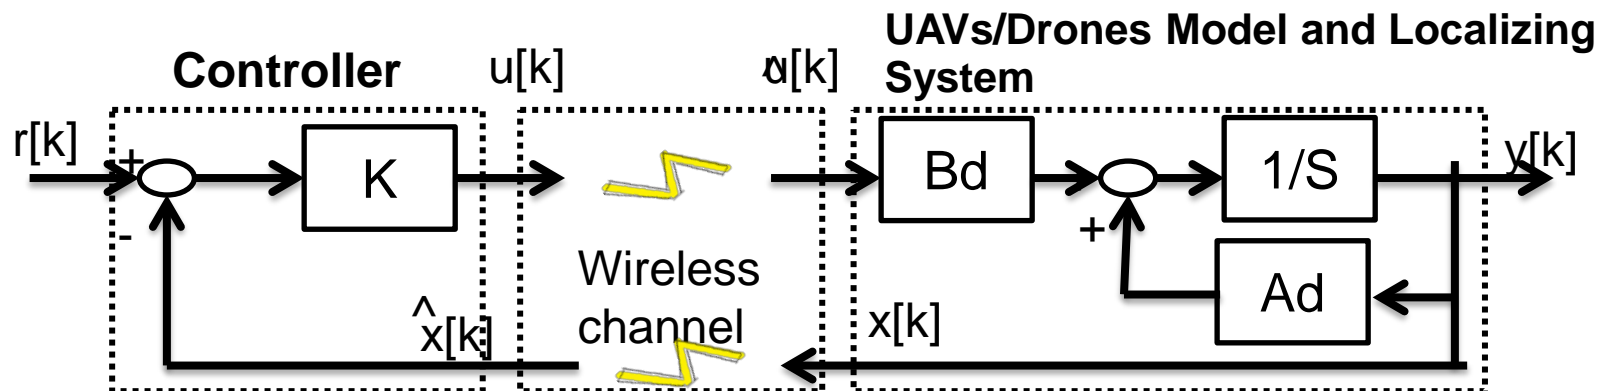 UAVs/Drones Model and Localizing
System
Controller
u[k]
û[k]
r[k]
+
-
K
Bd
1/S
y[k]
+
Ad
Wireless
channel
^
x[k]
x[k]